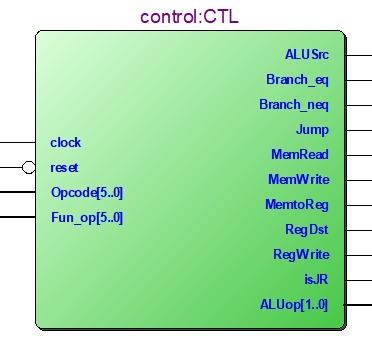 control:CTL
clock
reset
Opcode[5..0]
Fun_op[5..0]
ALUSrc
Branch_eq
Branch_neq
Jump
MemRead
MemWrite
MemtoReg
RegDst
RegWrite
isJR
ALUop[1..0]